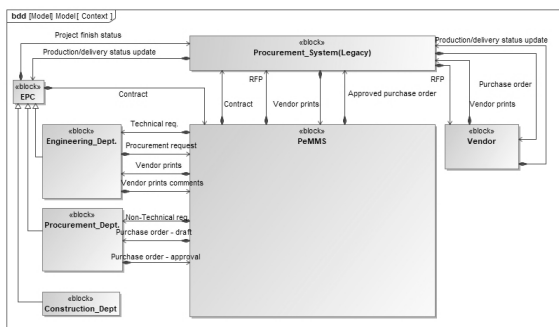 bdd [Model] Model [ Context ]
Project finish status
Production/delivery status update
«block»
Procurement_System(Legacy)
Production/delivery status update
«block»
EPC
Contract
RFP
Contract
Vendor prints
Approved purchase order
RFP
Purchase order
Vendor prints
«block»
Engineering_Dept.
Technical req.
Procurement request
Vendor prints
Vendor prints comments
«block»
PeMMS
«block»
Vendor
«block»
Procurement_Dept.
Non-Technical req.
Purchase order - draft
Purchase order - approval
«block»
Construction_Dept